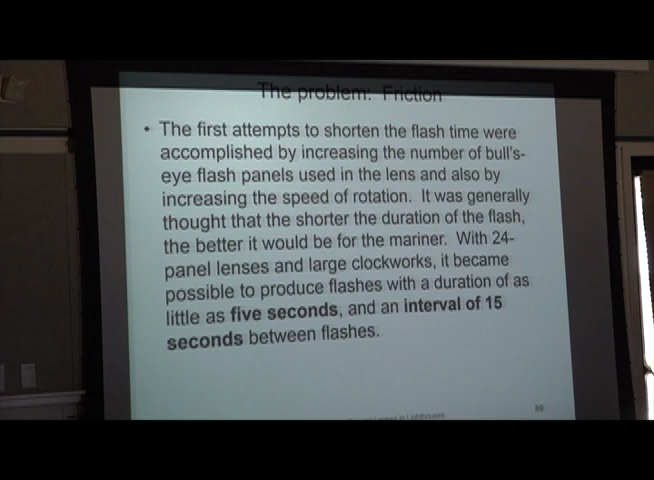 The problem: Friction
• The first attempts to shorten the flash time were
accomplished by increasing the number of bull's-
eye flash panels used in the lens and also by
increasing the speed of rotation. It was generally
thought that the shorter the duration of the flash,
the better it would be for the mariner. With 24-
panel lenses and large clockworks, it became
possible to produce flashes with a duration of as
little as five seconds, and an interval of 15
seconds between flashes.
in Lighthouses